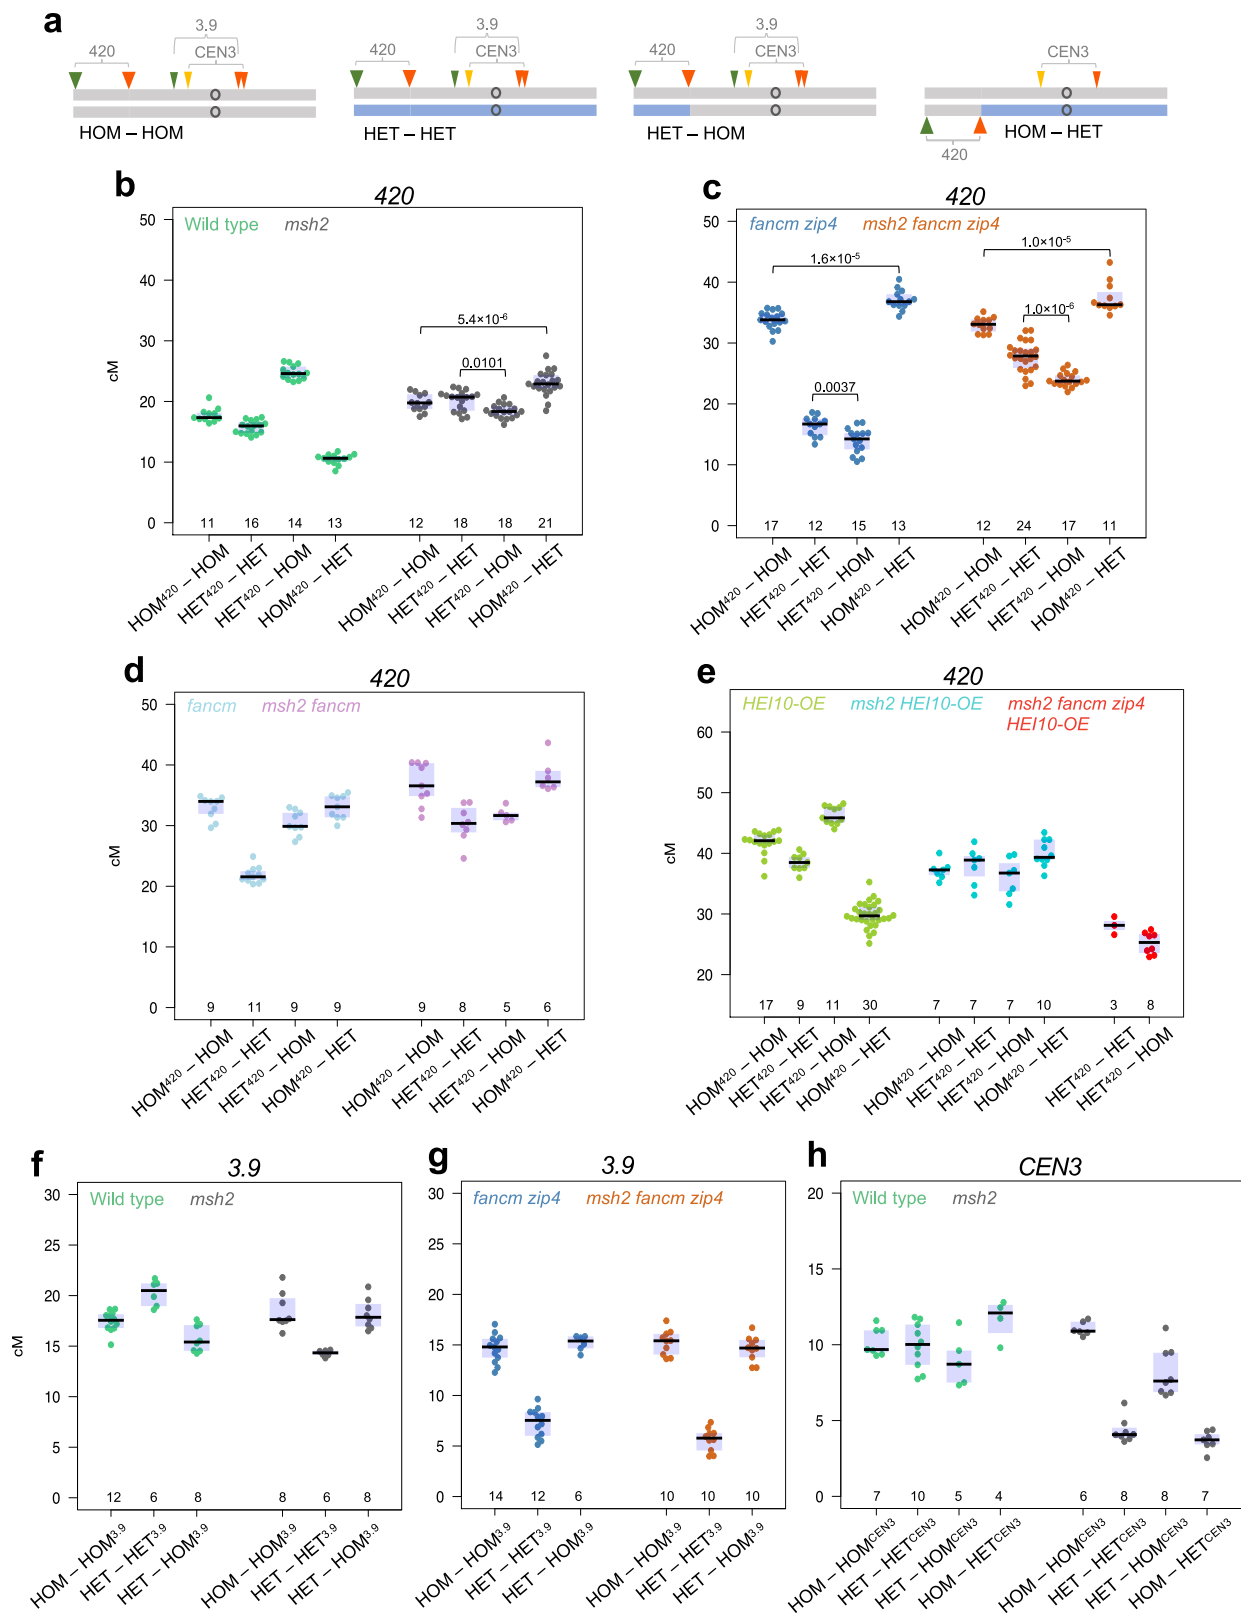 a
420
3.9
CEN3
HOM – HOM
420
3.9
CEN3
HET – HET
420
3.9
CEN3
HET – HOM
CEN3
420
HOM – HET
b
420
Wild type msh2
cM
50
40
30
20
10
0
5.4×10⁻⁶
0.0101
11 16 14 13 12 18 18 21
HOM⁴²⁰ – HOM
HET⁴²⁰ – HET
HET⁴²⁰ – HOM
HOM⁴²⁰ – HET
HOM⁴²⁰ – HOM
HET⁴²⁰ – HET
HET⁴²⁰ – HOM
HOM⁴²⁰ – HET
c
420
fancm zip4 msh2 fancm zip4
50
40
30
20
10
0
1.6×10⁻⁵
0.0037
1.0×10⁻⁵
1.0×10⁻⁶
17 12 15 13 12 24 17 11
HOM⁴²⁰ – HOM
HET⁴²⁰ – HET
HET⁴²⁰ – HOM
HOM⁴²⁰ – HET
HOM⁴²⁰ – HOM
HET⁴²⁰ – HET
HET⁴²⁰ – HOM
HOM⁴²⁰ – HET
d
420
fancm msh2 fancm
cM
50
40
30
20
10
0
9 11 9 9 9 8 5 6
HOM⁴²⁰ – HOM
HET⁴²⁰ – HET
HET⁴²⁰ – HOM
HOM⁴²⁰ – HET
HOM⁴²⁰ – HOM
HET⁴²⁰ – HET
HET⁴²⁰ – HOM
HOM⁴²⁰ – HET
e
420
HEI10-OE msh2 HEI10-OE msh2 fancm zip4
HEI10-OE
cM
60
50
40
30
20
17 9 11 30 7 7 7 10 3 8
HOM⁴²⁰ – HOM
HET⁴²⁰ – HET
HET⁴²⁰ – HOM
HOM⁴²⁰ – HET
HOM⁴²⁰ – HOM
HET⁴²⁰ – HET
HET⁴²⁰ – HOM
HOM⁴²⁰ – HET
HET⁴²⁰ – HET
HET⁴²⁰ – HOM
f
3.9
Wild type msh2
cM
30
25
20
15
10
5
0
12 6 8 8 6 8
HOM – HOM³·⁹
HET – HET³·⁹
HET – HOM³·⁹
HOM – HOM³·⁹
HET – HET³·⁹
HET – HOM³·⁹
g
3.9
fancm zip4 msh2 fancm zip4
30
25
20
15
10
5
0
14 12 6 10 10 10
HOM – HOM³·⁹
HET – HET³·⁹
HET – HOM³·⁹
HOM – HOM³·⁹
HET – HET³·⁹
HET – HOM³·⁹
h
CEN3
Wild type msh2
20
15
10
5
0
7 10 5 4 6 8 8 7
HOM – HOMCEN3
HET – HETCEN3
HET – HOMCEN3
HOM – HETCEN3
HOM – HOMCEN3
HET – HETCEN3
HET – HOMCEN3
HOM – HETCEN3